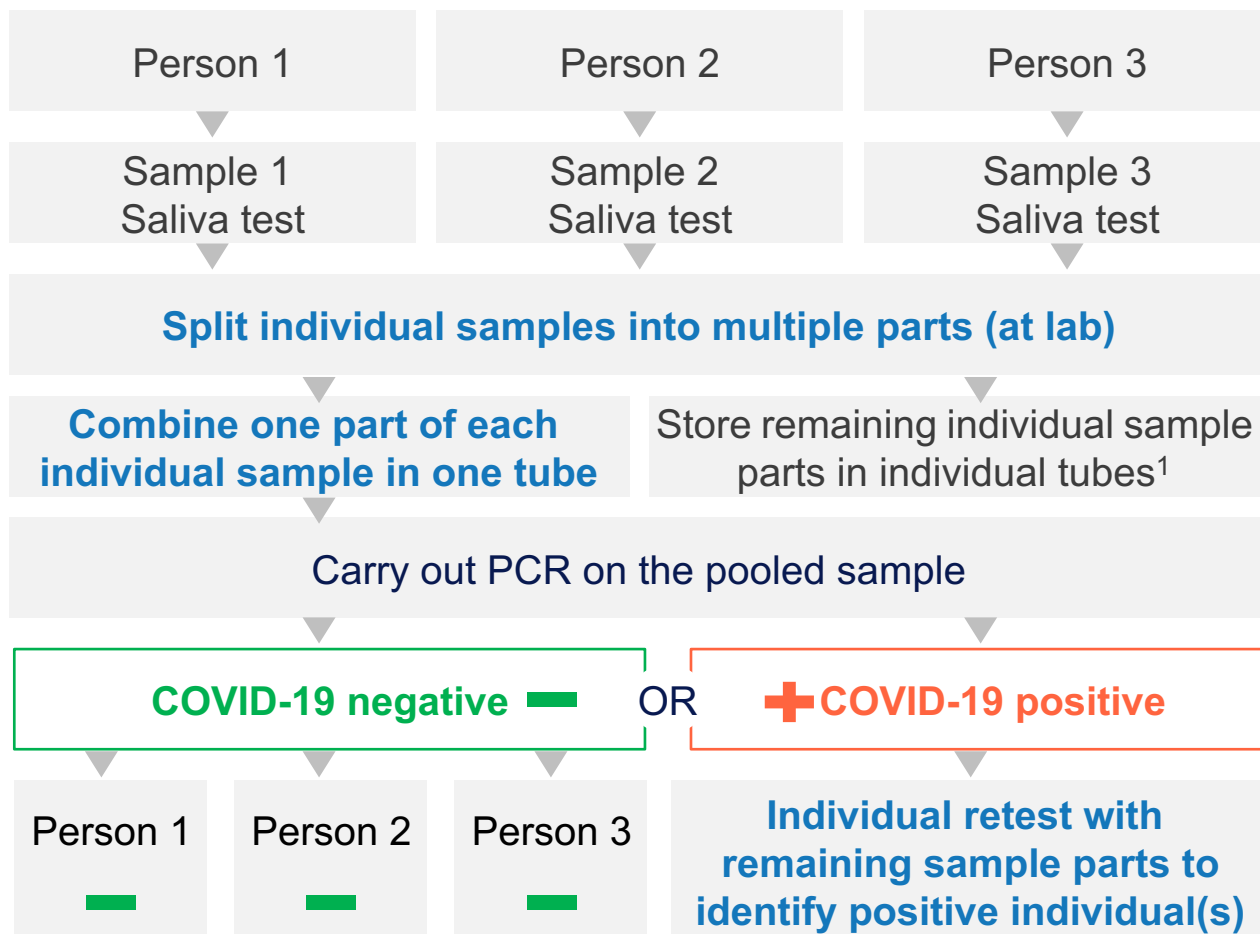 Person 1
Person 2
Person 3
Sample 1
Saliva test
Sample 2
Saliva test
Sample 3
Saliva test
Split individual samples into multiple parts (at lab)
Combine one part of each
individual sample in one tube
Store remaining individual sample
parts in individual tubes¹
Carry out PCR on the pooled sample
COVID-19 negative
OR
COVID-19 positive
Person 1
Person 2
Person 3
Individual retest with
remaining sample parts to
identify positive individual(s)